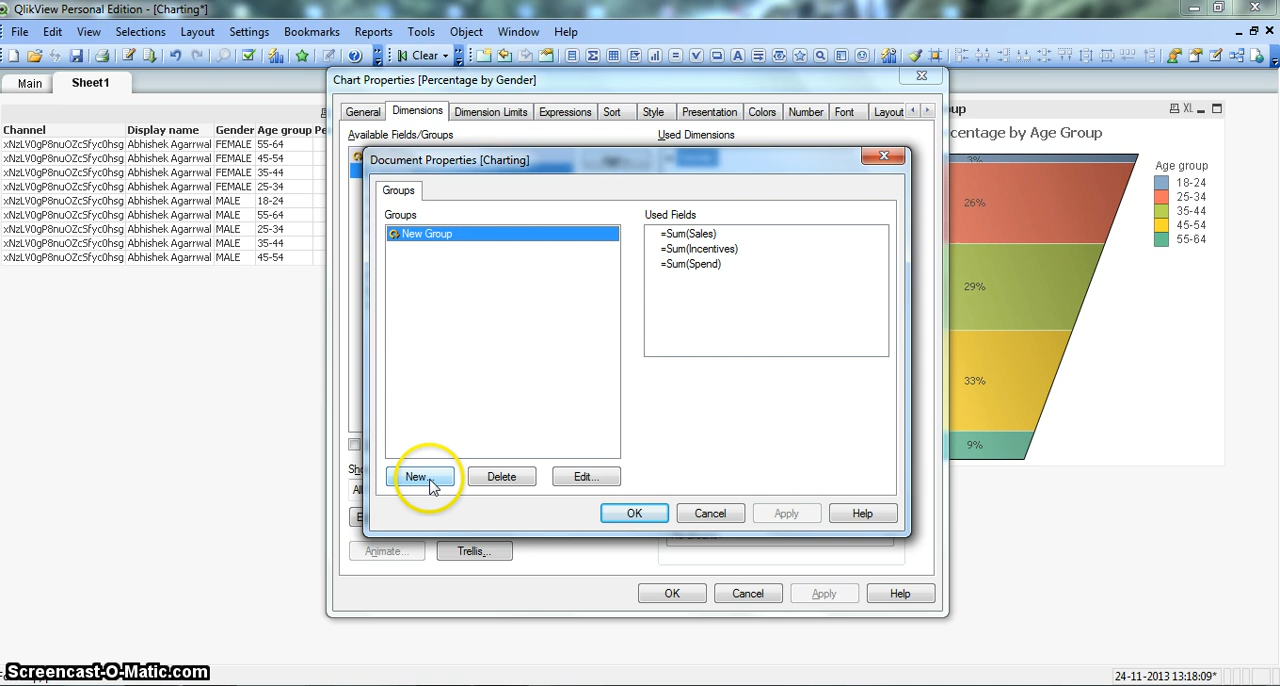 QlikView Personal Edition - [Charting*]
File Edit View Selections Layout Settings Bookmarks Reports Tools Object Window Help
Clear
Main Sheet1
Channel Display name Gender Age group Pe
xNzLV0gP8nuOZcSfyc0hsg Abhishek Agarrwal FEMALE 55-64
xNzLV0gP8nuOZcSfyc0hsg Abhishek Agarrwal FEMALE 45-54
xNzLV0gP8nuOZcSfyc0hsg Abhishek Agarrwal FEMALE 35-44
xNzLV0gP8nuOZcSfyc0hsg Abhishek Agarrwal FEMALE 25-34
xNzLV0gP8nuOZcSfyc0hsg Abhishek Agarrwal MALE 18-24
xNzLV0gP8nuOZcSfyc0hsg Abhishek Agarrwal MALE 55-64
xNzLV0gP8nuOZcSfyc0hsg Abhishek Agarrwal MALE 25-34
xNzLV0gP8nuOZcSfyc0hsg Abhishek Agarrwal MALE 35-44
xNzLV0gP8nuOZcSfyc0hsg Abhishek Agarrwal MALE 45-54
Chart Properties [Percentage by Gender]
General Dimensions Dimension Limits Expressions Sort Style Presentation Colors Number Font Layout
Available Fields/Groups
Used Dimensions
Document Properties [Charting]
Groups
Groups
New Group
Used Fields
=Sum(Sales)
=Sum(Incentives)
=Sum(Spend)
New...
Delete
Edit...
OK
Cancel
Apply
Help
Animate...
Trellis...
OK
Cancel
Apply
Help
up
XL
centage by Age Group
3%
26%
29%
33%
9%
Age group
18-24
25-34
35-44
45-54
55-64
Screencast-O-Matic.com
24-11-2013 13:18:09*